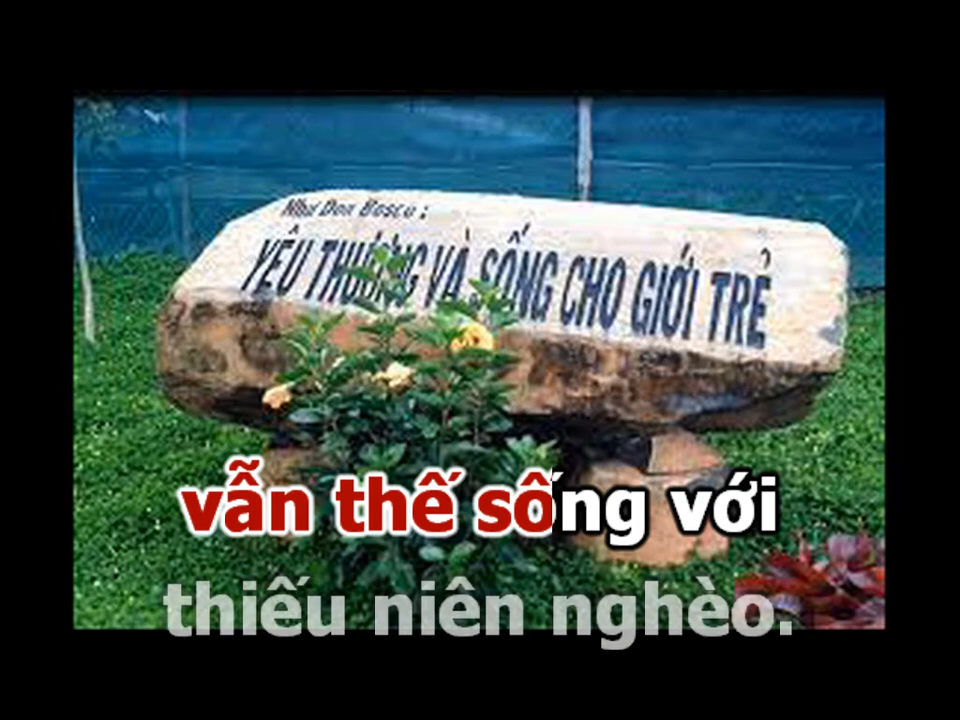 Như Don Bosco :
YÊU THƯƠNG VÀ SỐNG CHO GIỚI TRẺ
vẫn thế sống với
thiếu niên nghèo.